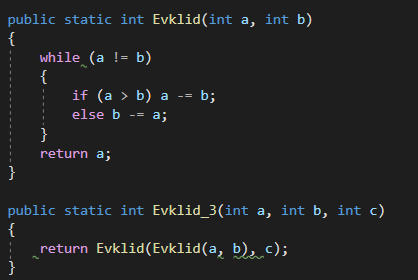 public static int Evklid(int a, int b)
{
while (a != b)
{
if (a > b) a -= b;
else b -= a;
}
return a;
}
public static int Evklid_3(int a, int b, int c)
{
return Evklid(Evklid(a, b), c);
}